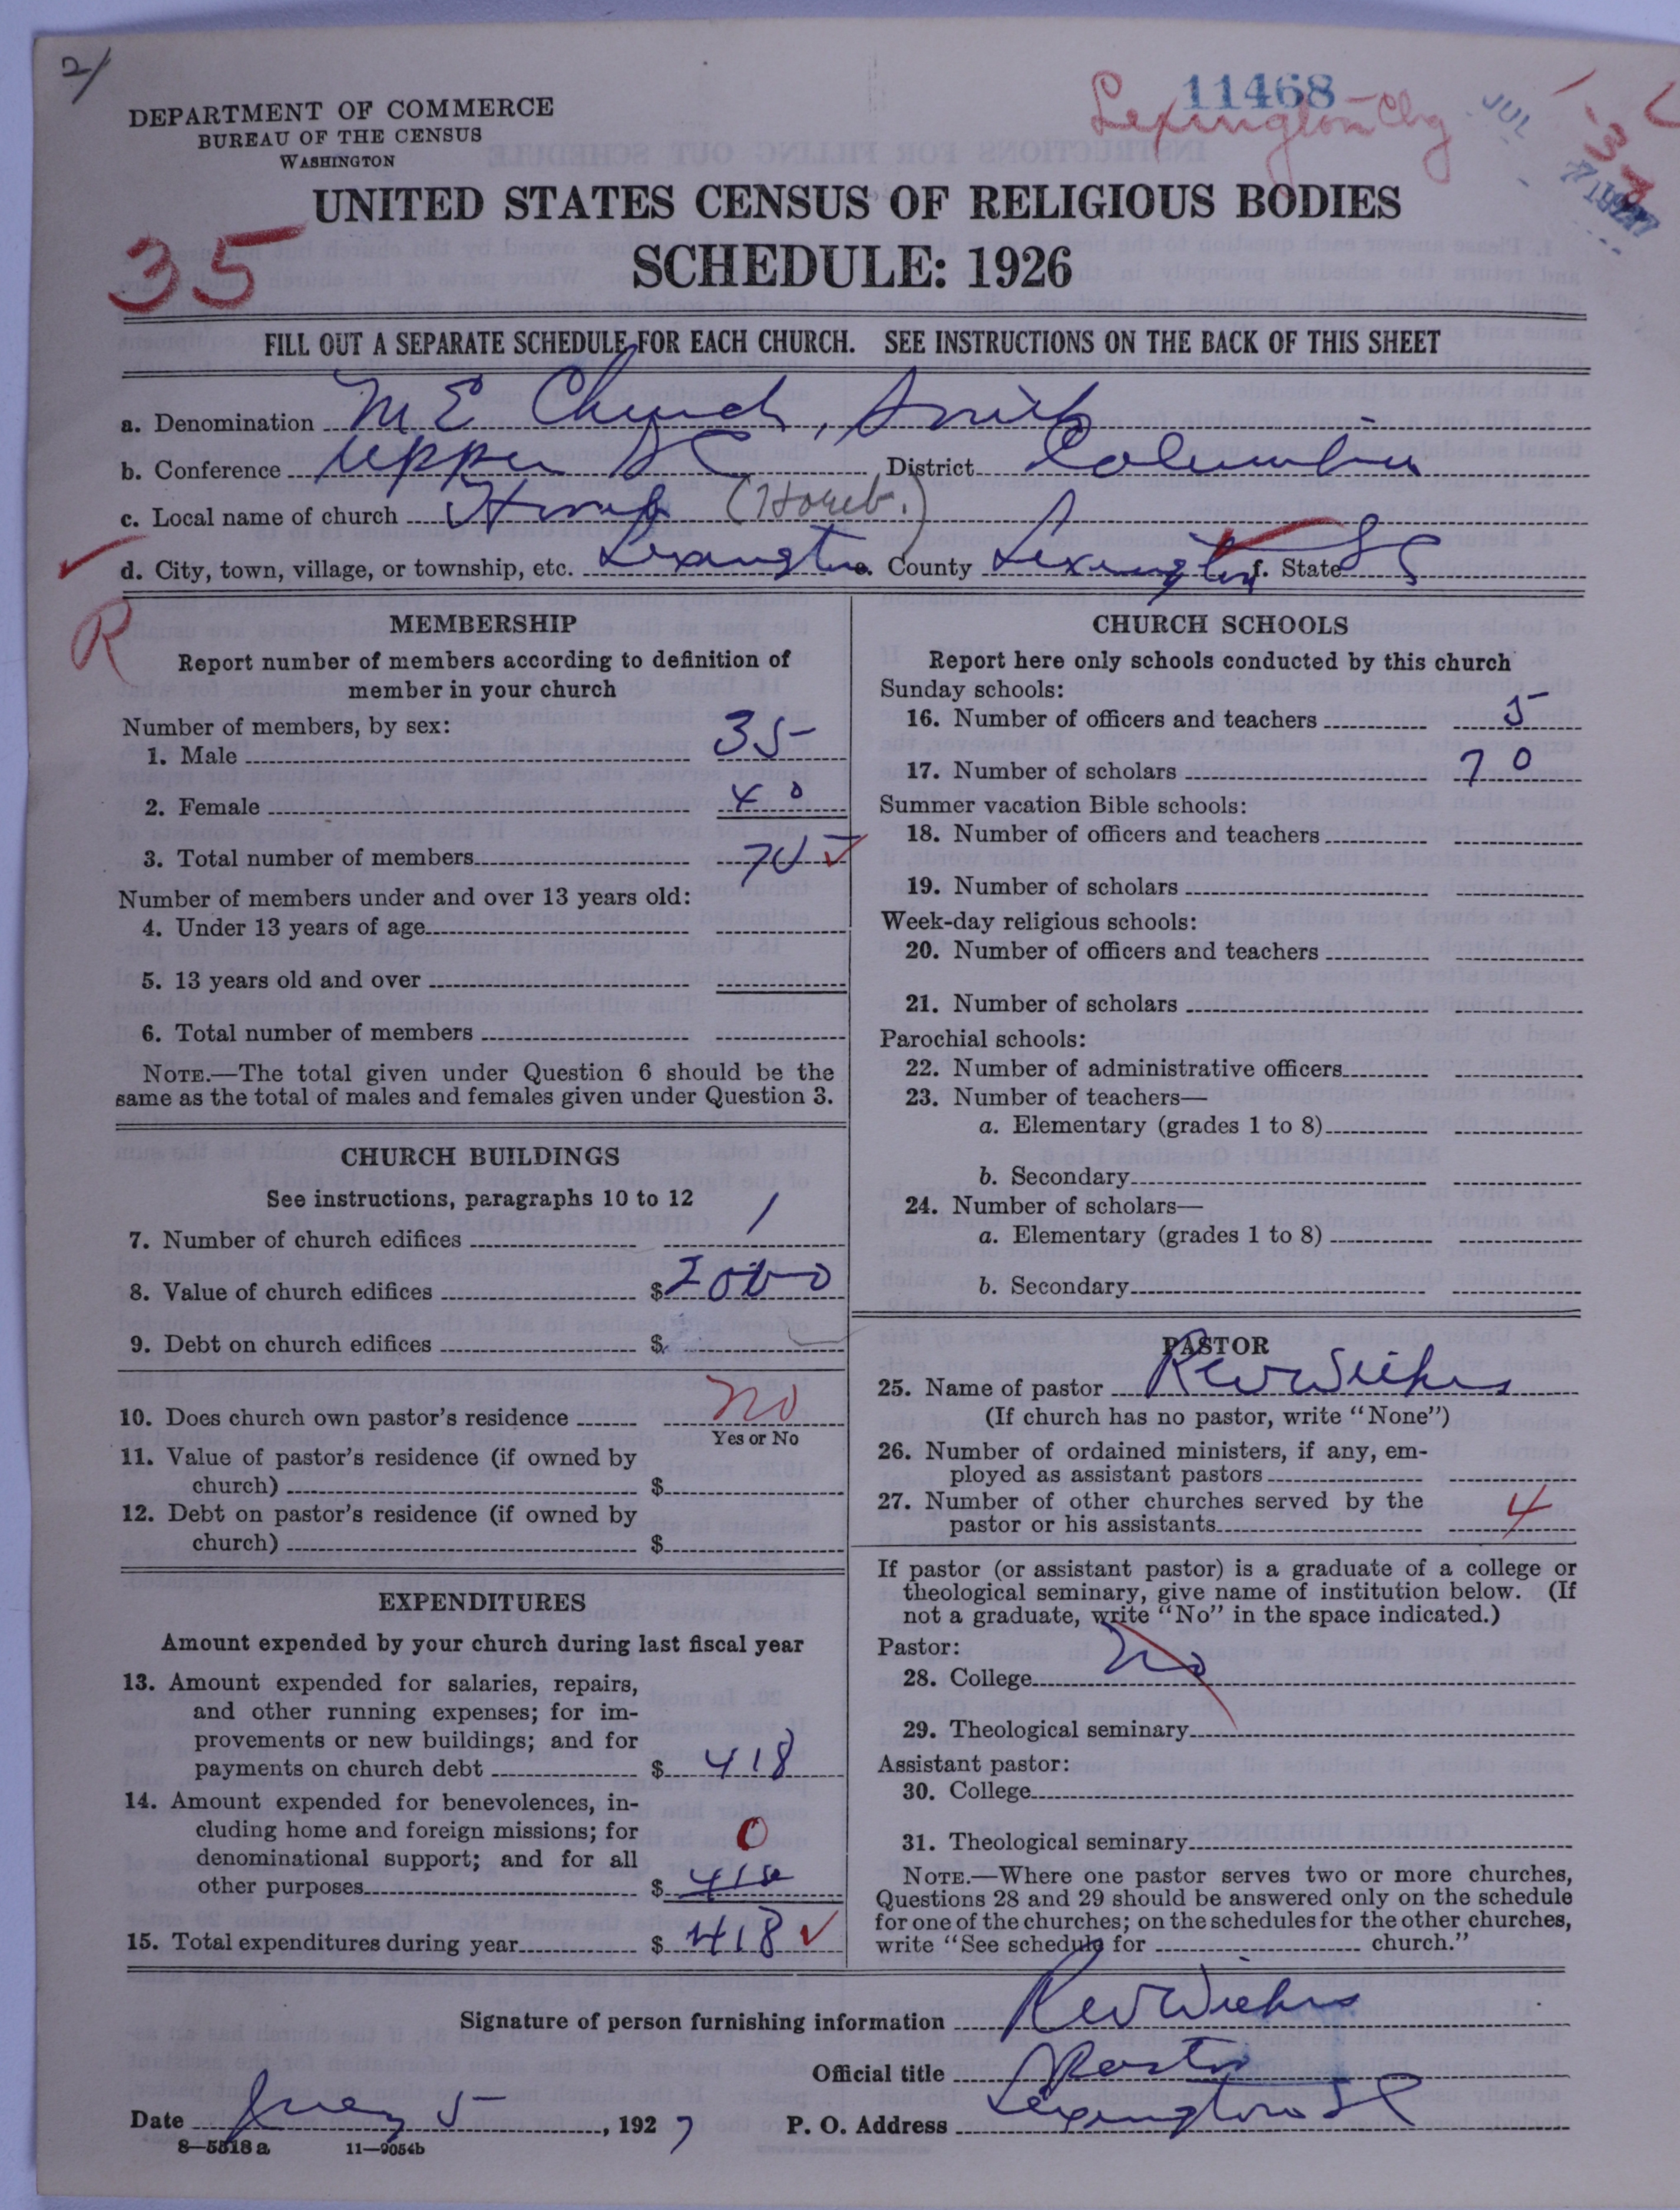 2/
11468
Lexington Chg
JUL
DEPARTMENT OF COMMERCE
BUREAU OF THE CENSUS
WASHINGTON
UNITED STATES CENSUS OF RELIGIOUS BODIES
SCHEDULE: 1926
35
FILL OUT A SEPARATE SCHEDULE FOR EACH CHURCH. SEE INSTRUCTIONS ON THE BACK OF THIS SHEET
a. Denomination M E Church, South
b. Conference Upper SC District Columbia
c. Local name of church Horeb (Horeb.)
d. City, town, village, or township, etc. Lexington e. County Lexington f. State S C
R
MEMBERSHIP
Report number of members according to definition of
member in your church
Number of members, by sex:
1. Male 35
2. Female 40
3. Total number of members 75
Number of members under and over 13 years old:
4. Under 13 years of age
5. 13 years old and over
6. Total number of members
NOTE.—The total given under Question 6 should be the
same as the total of males and females given under Question 3.
CHURCH BUILDINGS
See instructions, paragraphs 10 to 12
7. Number of church edifices 1
8. Value of church edifices $2000
9. Debt on church edifices $
10. Does church own pastor's residence no
Yes or No
11. Value of pastor's residence (if owned by
church) $
12. Debt on pastor's residence (if owned by
church) $
EXPENDITURES
Amount expended by your church during last fiscal year
13. Amount expended for salaries, repairs,
and other running expenses; for im-
provements or new buildings; and for
payments on church debt $ 418
14. Amount expended for benevolences, in-
cluding home and foreign missions; for 0
denominational support; and for all
other purposes $ 418
15. Total expenditures during year $ 418
CHURCH SCHOOLS
Report here only schools conducted by this church
Sunday schools:
16. Number of officers and teachers 5
17. Number of scholars 70
Summer vacation Bible schools:
18. Number of officers and teachers
19. Number of scholars
Week-day religious schools:
20. Number of officers and teachers
21. Number of scholars
Parochial schools:
22. Number of administrative officers
23. Number of teachers—
a. Elementary (grades 1 to 8)
b. Secondary
24. Number of scholars—
a. Elementary (grades 1 to 8)
b. Secondary
PASTOR
25. Name of pastor Rev
(If church has no pastor, write "None")
26. Number of ordained ministers, if any, em-
ployed as assistant pastors
27. Number of other churches served by the
pastor or his assistants 4
If pastor (or assistant pastor) is a graduate of a college or
theological seminary, give name of institution below. (If
not a graduate, write "No" in the space indicated.)
Pastor:
28. College No
29. Theological seminary
Assistant pastor:
30. College
31. Theological seminary
NOTE.—Where one pastor serves two or more churches,
Questions 28 and 29 should be answered only on the schedule
for one of the churches; on the schedules for the other churches,
write "See schedule for church."
Signature of person furnishing information Rev
Official title Pastor
Date July 5, 1927 P. O. Address Lexington S C
8—5518 a 11—9054b